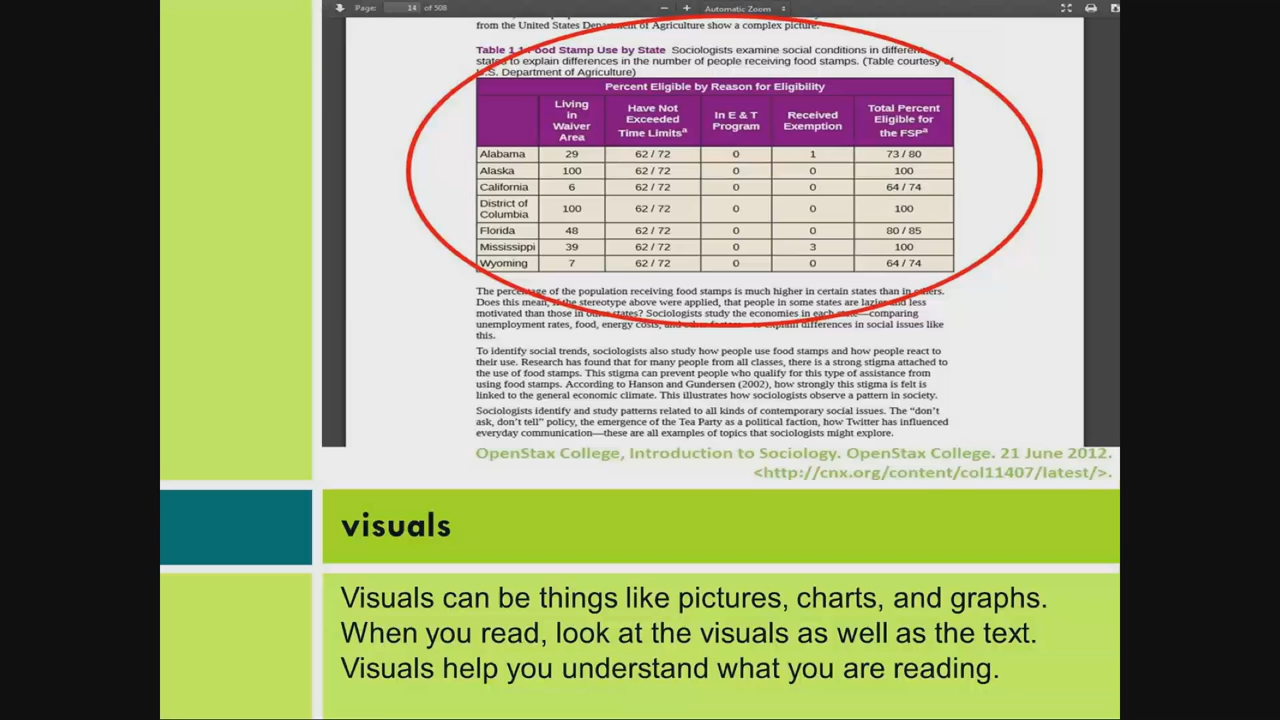 Page: 14 of 508 Automatic Zoom
from the United States Department of Agriculture show a complex picture.
Table 1.1 Food Stamp Use by State Sociologists examine social conditions in different
states to explain differences in the number of people receiving food stamps. (Table courtesy of
U.S. Department of Agriculture)
Percent Eligible by Reason for Eligibility
Living in Waiver Area Have Not Exceeded Time Limitsa In E & T Program Received Exemption Total Percent Eligible for the FSPa
Alabama 29 62 / 72 0 1 73 / 80
Alaska 100 62 / 72 0 0 100
California 6 62 / 72 0 0 64 / 74
District of Columbia 100 62 / 72 0 0 100
Florida 48 62 / 72 0 0 80 / 85
Mississippi 39 62 / 72 0 3 100
Wyoming 7 62 / 72 0 0 64 / 74
The percentage of the population receiving food stamps is much higher in certain states than in others.
Does this mean, if the stereotype above were applied, that people in some states are lazier and less
motivated than those in other states? Sociologists study the economies in each state—comparing
unemployment rates, food, energy costs, and other factors—to explain differences in social issues like
this.
To identify social trends, sociologists also study how people use food stamps and how people react to
their use. Research has found that for many people from all classes, there is a strong stigma attached to
the use of food stamps. This stigma can prevent people who qualify for this type of assistance from
using food stamps. According to Hanson and Gundersen (2002), how strongly this stigma is felt is
linked to the general economic climate. This illustrates how sociologists observe a pattern in society.
Sociologists identify and study patterns related to all kinds of contemporary social issues. The “don’t
ask, don’t tell” policy, the emergence of the Tea Party as a political faction, how Twitter has influenced
everyday communication—these are all examples of topics that sociologists might explore.
OpenStax College, Introduction to Sociology. OpenStax College. 21 June 2012.
<http://cnx.org/content/col11407/latest/>.
visuals
Visuals can be things like pictures, charts, and graphs.
When you read, look at the visuals as well as the text.
Visuals help you understand what you are reading.